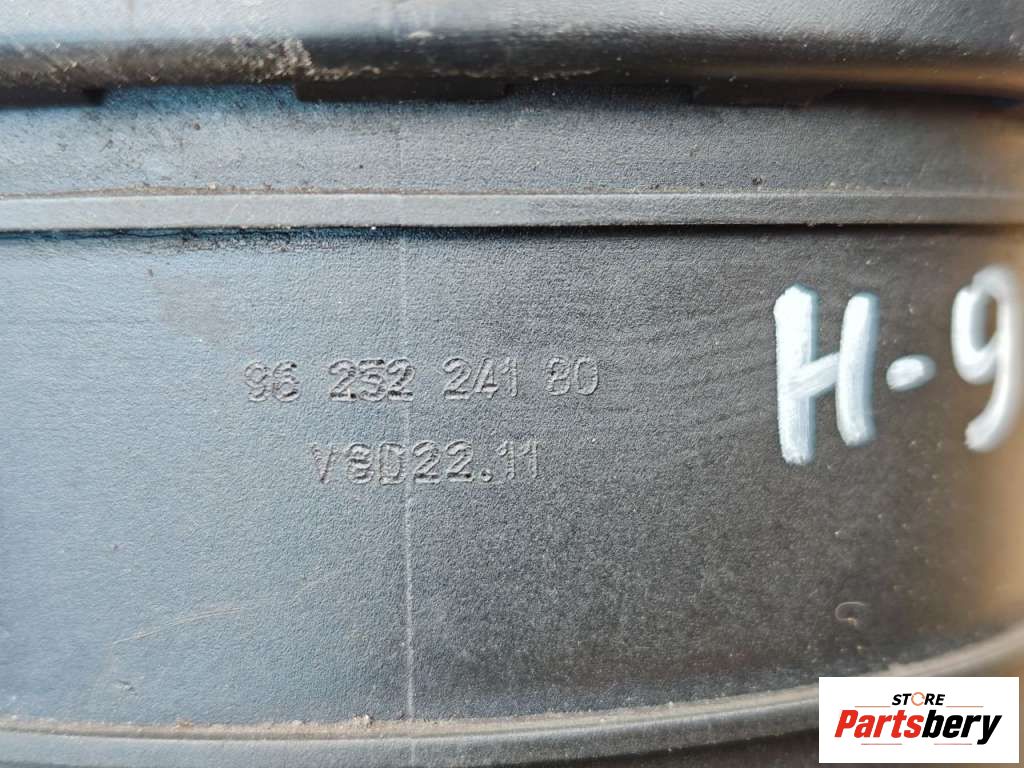 96 252 241 80
V8D22.11
H-9
STORE
Partsbery